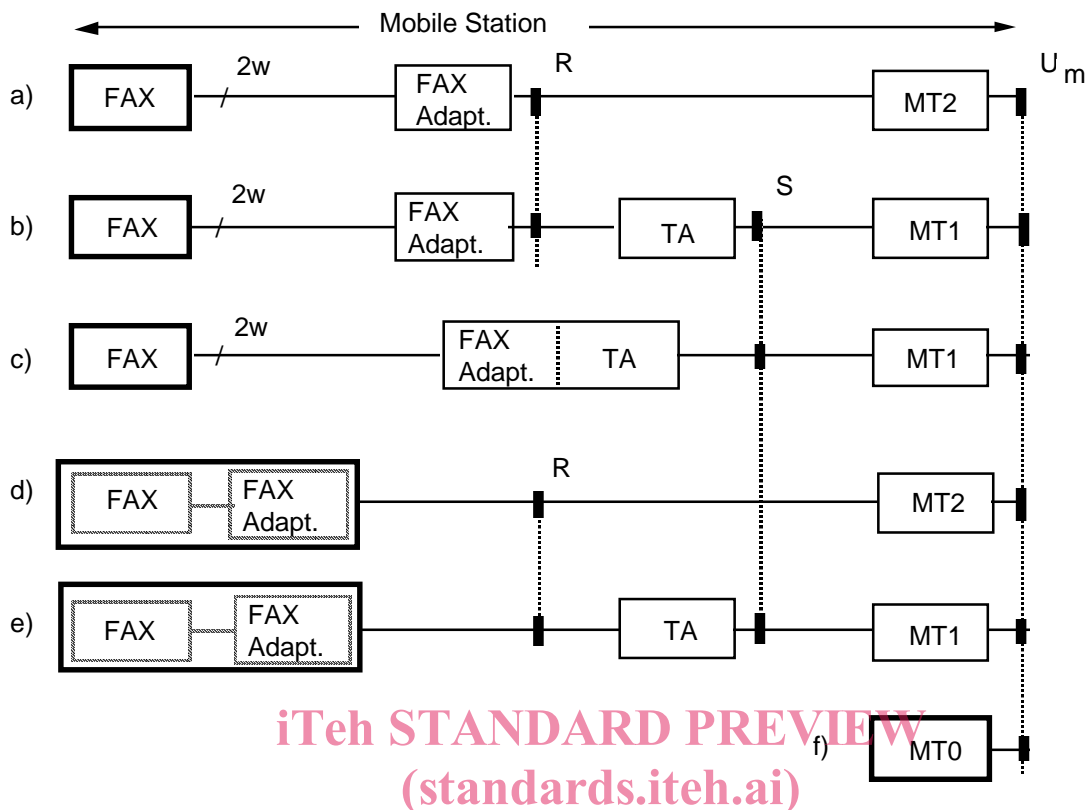 Mobile Station
R
U m
2w
a)
FAX
FAX
Adapt.
MT2
2w
S
b)
FAX
FAX
Adapt.
TA
MT1
2w
c)
FAX
FAX
Adapt.
TA
MT1
R
d)
FAX
FAX
Adapt.
MT2
e)
FAX
FAX
Adapt.
TA
MT1
iTeh STANDARD PREVIEW
f)
MT0
(standards.iteh.ai)